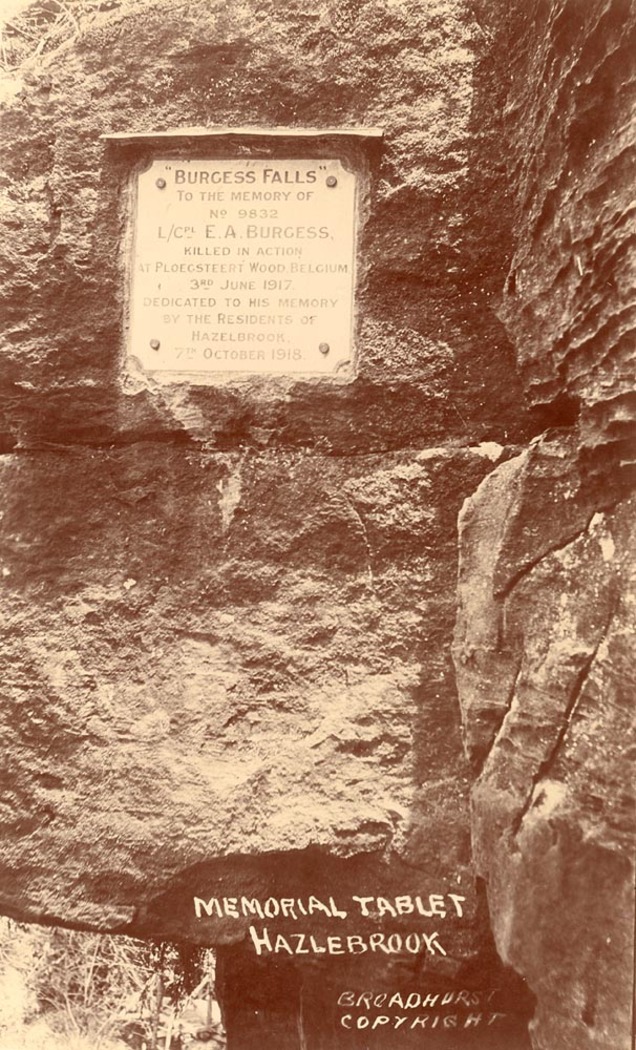 "BURGESS FALLS"
TO THE MEMORY OF
No 9832
L/CPL E.A. BURGESS,
KILLED IN ACTION
AT PLOEGSTEERT WOOD BELGIUM
3RD JUNE 1917.
DEDICATED TO HIS MEMORY
BY THE RESIDENTS OF
HAZELBROOK,
7TH OCTOBER 1918.
MEMORIAL TABLET
HAZLEBROOK
BROADHURST
COPYRIGHT